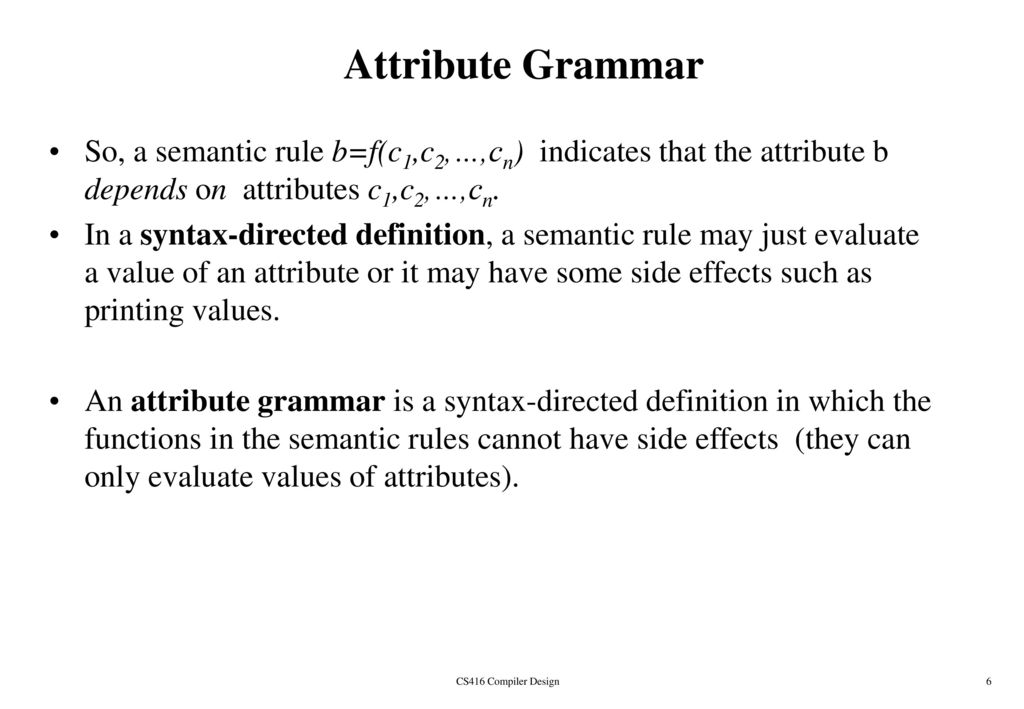 Attribute Grammar
• So, a semantic rule b=f(c₁,c₂,…,cₙ)  indicates that the attribute b
depends on  attributes c₁,c₂,…,cₙ.
• In a syntax-directed definition, a semantic rule may just evaluate
a value of an attribute or it may have some side effects such as
printing values.
• An attribute grammar is a syntax-directed definition in which the
functions in the semantic rules cannot have side effects  (they can
only evaluate values of attributes).
CS416 Compiler Design
6